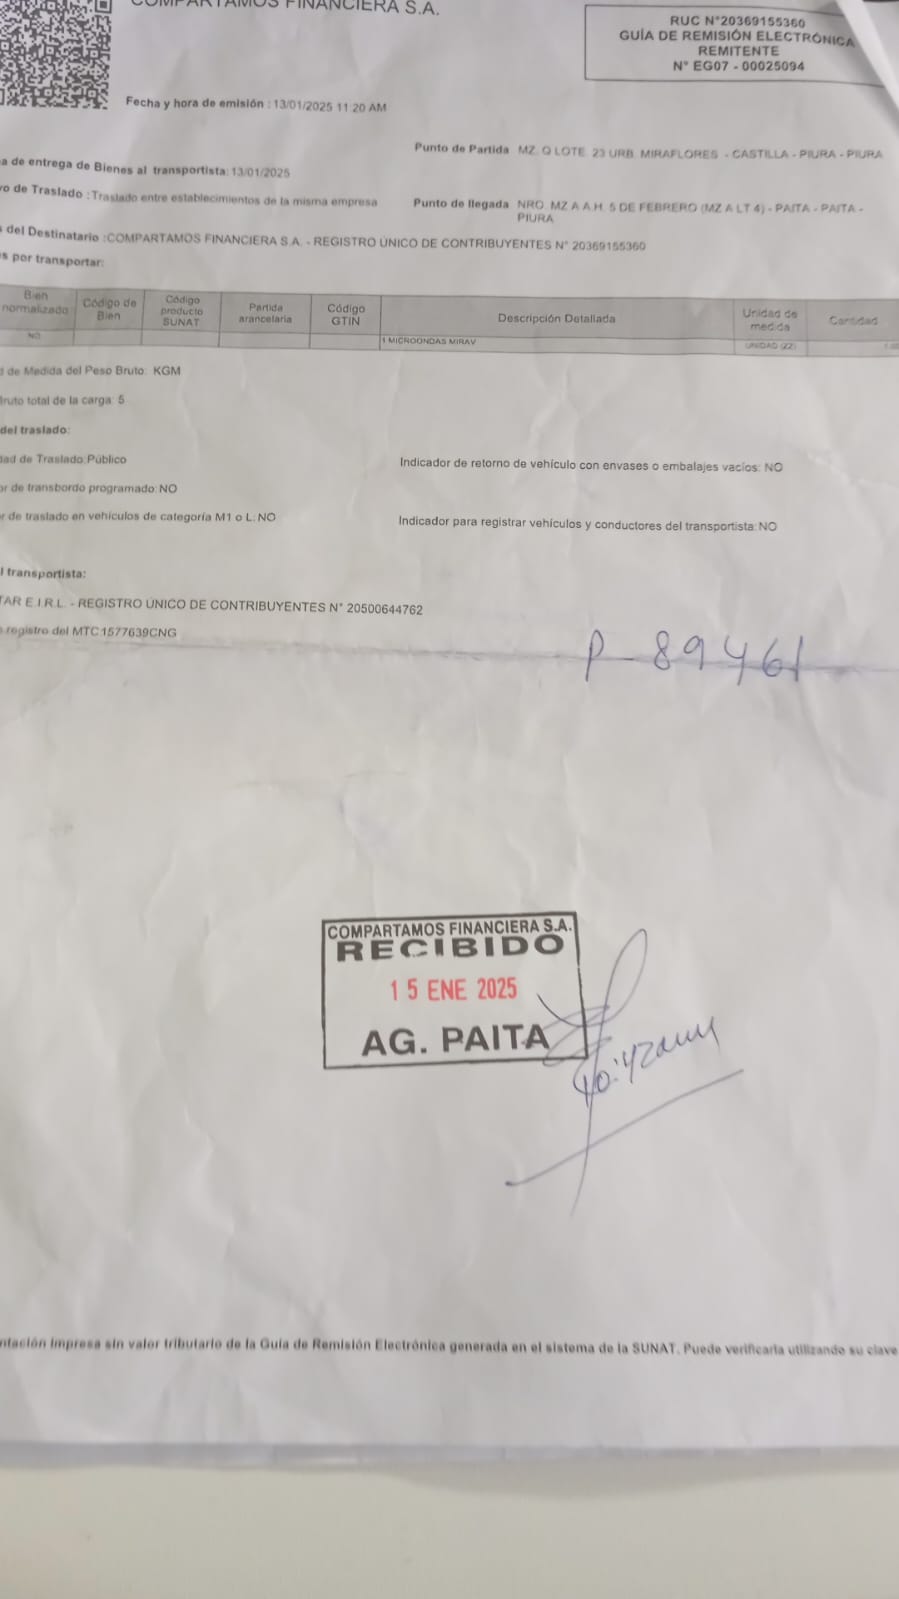 COMPARTAMOS FINANCIERA S.A.
RUC N°20369155360
GUÍA DE REMISIÓN ELECTRÓNICA
REMITENTE
N° EG07 - 00025094
Fecha y hora de emisión : 13/01/2025 11:20 AM
Punto de Partida MZ. Q LOTE. 23 URB. MIRAFLORES - CASTILLA - PIURA - PIURA
a de entrega de Bienes al transportista: 13/01/2025
vo de Traslado : Traslado entre establecimientos de la misma empresa
Punto de llegada NRO. MZ A A.H. 5 DE FEBRERO (MZ A LT 4) - PAITA - PAITA -
PIURA
s del Destinatario :COMPARTAMOS FINANCIERA S.A. - REGISTRO ÚNICO DE CONTRIBUYENTES N° 20369155360
s por transportar:
Bien normalizado Código de Bien Código producto SUNAT Partida arancelaria Código GTIN Descripción Detallada Unidad de medida Cantidad
NO 1 MICROONDAS MIRAY UNIDAD (ZZ)
d de Medida del Peso Bruto: KGM
ruto total de la carga: 5
del traslado:
dad de Traslado:Público
Indicador de retorno de vehículo con envases o embalajes vacíos: NO
or de transbordo programado: NO
r de traslado en vehículos de categoría M1 o L: NO
Indicador para registrar vehículos y conductores del transportista: NO
l transportista:
TAR E.I.R.L. - REGISTRO ÚNICO DE CONTRIBUYENTES N° 20500644762
registro del MTC:1577639CNG
P - 89461
COMPARTAMOS FINANCIERA S.A.
RECIBIDO
15 ENE 2025
AG. PAITA
ntación impresa sin valor tributario de la Guía de Remisión Electrónica generada en el sistema de la SUNAT. Puede verificarla utilizando su clave